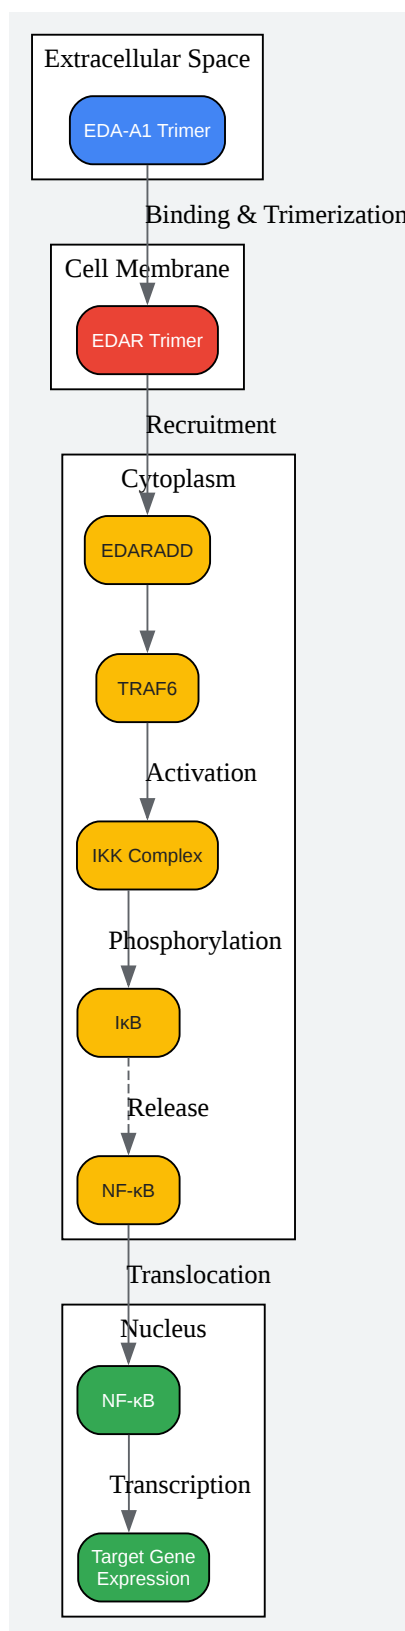 Extracellular Space
EDA-A1 Trimer
Binding & Trimerization
Cell Membrane
EDAR Trimer
Recruitment
Cytoplasm
EDARADD
TRAF6
Activation
IKK Complex
Phosphorylation
IκB
Release
NF-κB
Translocation
Nucleus
NF-κB
Transcription
Target Gene
Expression